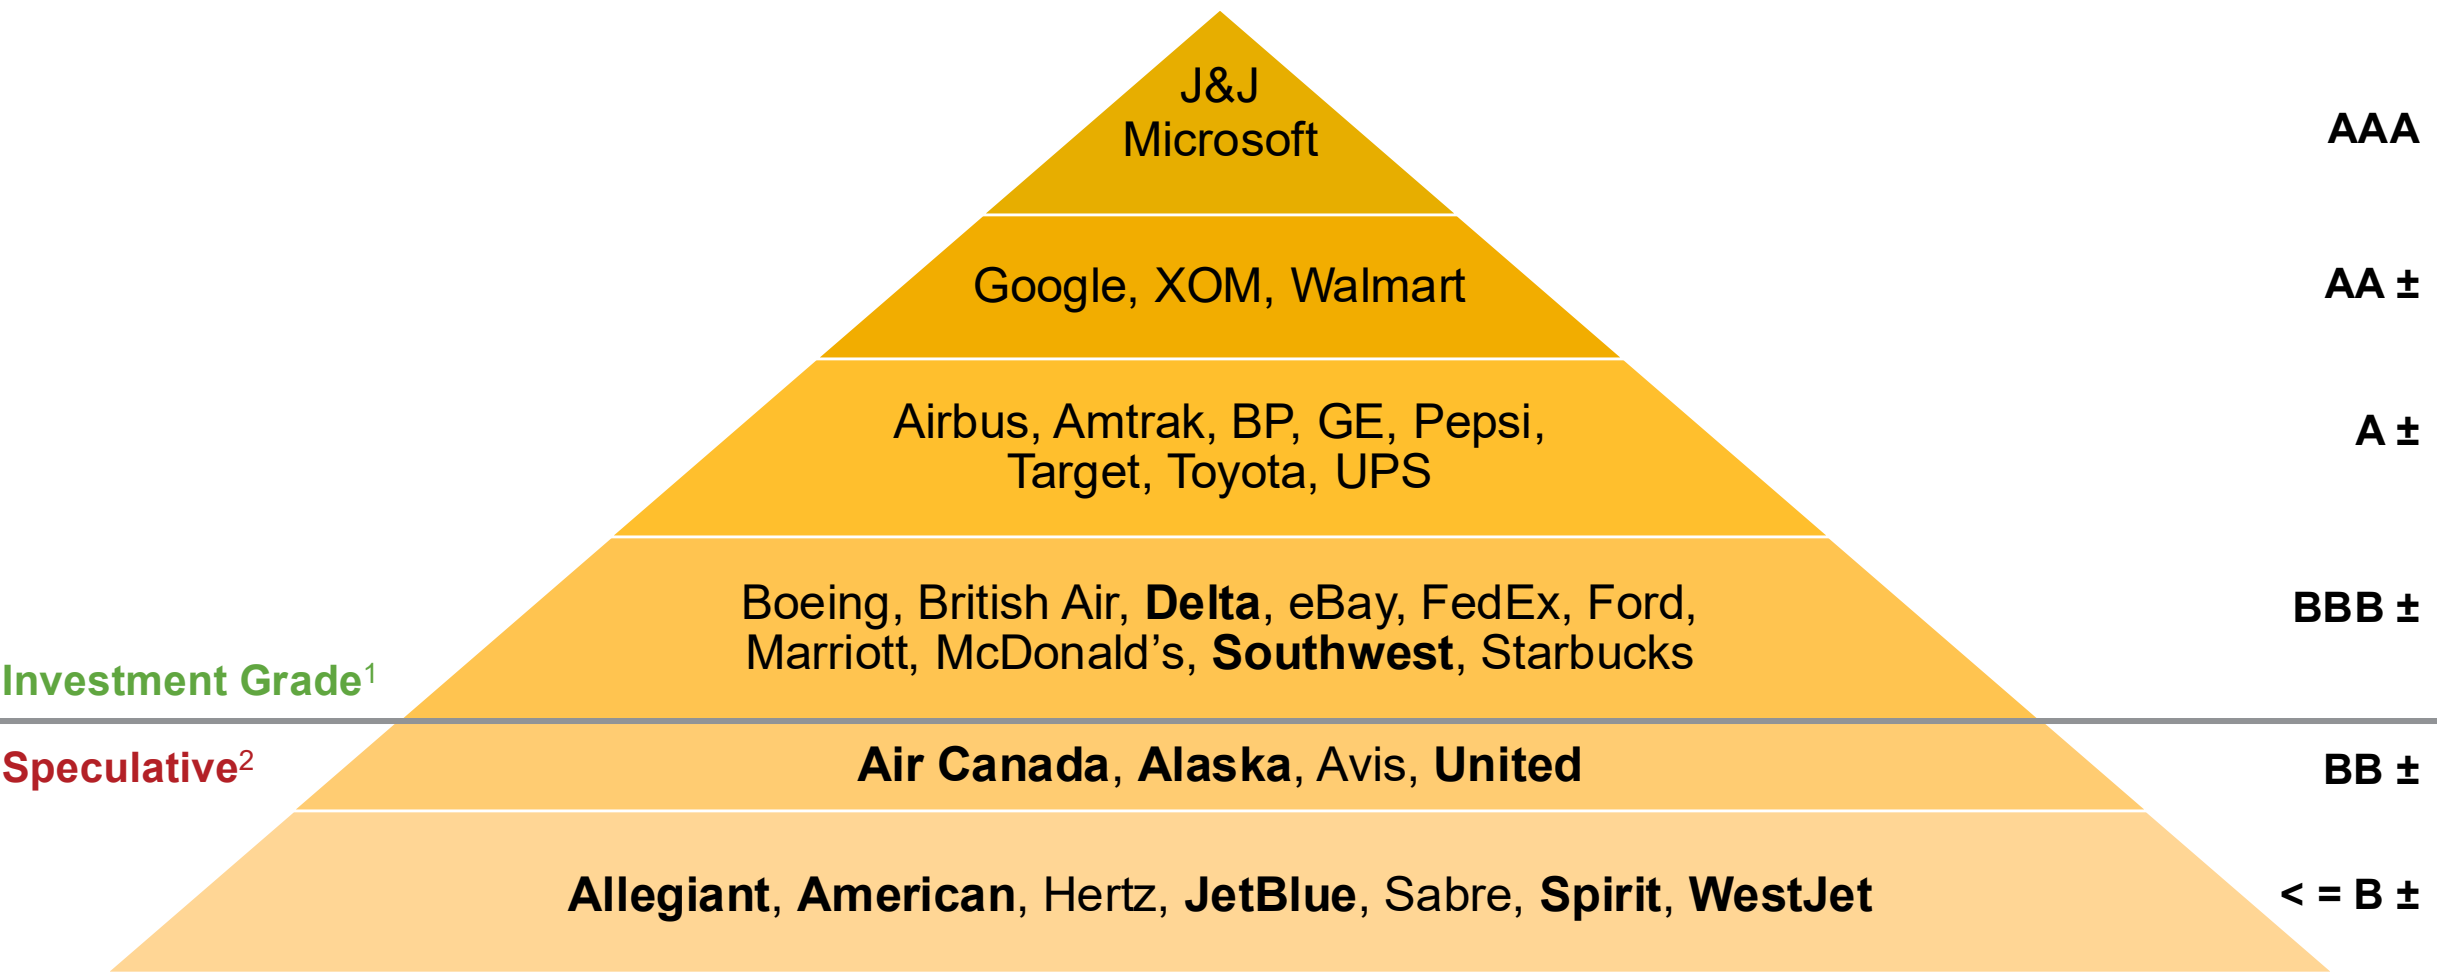 J&J
Microsoft
AAA
Google, XOM, Walmart
AA ±
Airbus, Amtrak, BP, GE, Pepsi,
Target, Toyota, UPS
A ±
Boeing, British Air, Delta, eBay, FedEx, Ford,
Marriott, McDonald’s, Southwest, Starbucks
BBB ±
Investment Grade¹
Speculative²
Air Canada, Alaska, Avis, United
BB ±
Allegiant, American, Hertz, JetBlue, Sabre, Spirit, WestJet
< = B ±